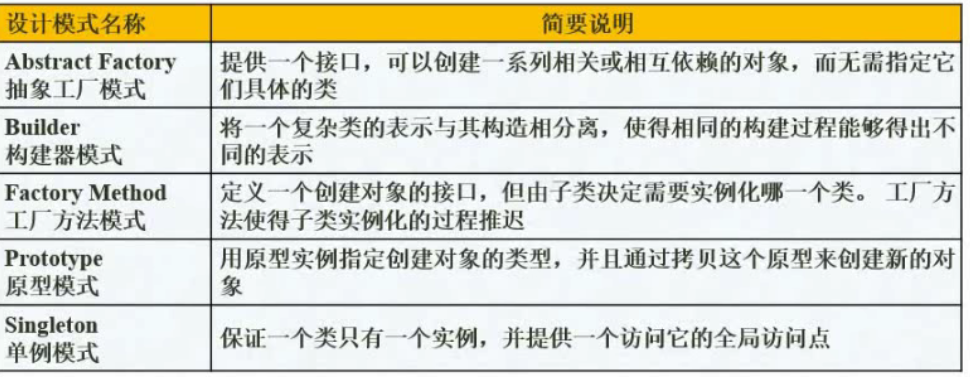 设计模式名称 简要说明
Abstract Factory
抽象工厂模式
提供一个接口，可以创建一系列相关或相互依赖的对象，而无需指定它
们具体的类
Builder
构建器模式
将一个复杂类的表示与其构造相分离，使得相同的构建过程能够得出不
同的表示
Factory Method
工厂方法模式
定义一个创建对象的接口，但由子类决定需要实例化哪一个类。 工厂方
法使得子类实例化的过程推迟
Prototype
原型模式
用原型实例指定创建对象的类型，并且通过拷贝这个原型来创建新的对
象
Singleton
单例模式
保证一个类只有一个实例，并提供一个访问它的全局访问点